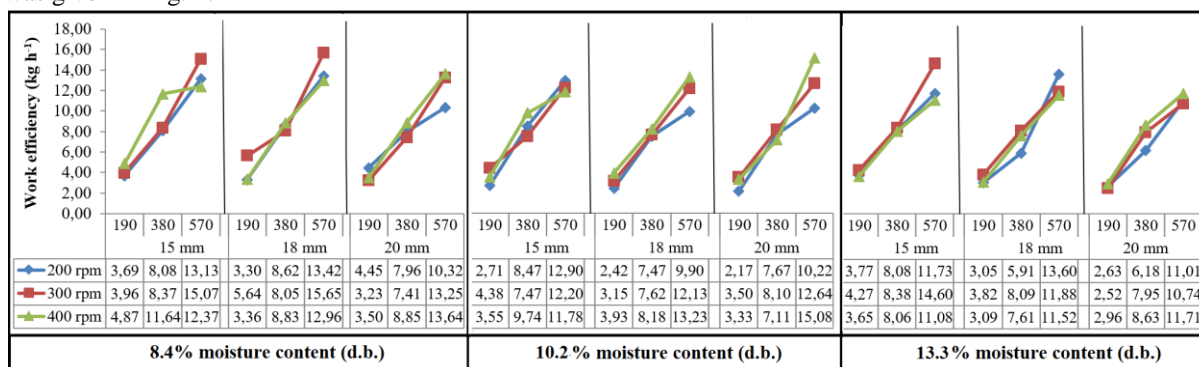 18,00
16,00
14,00
12,00
10,00
8,00
6,00
4,00
2,00
0,00
Work efficiency (kg h⁻¹)
190 380 570 190 380 570 190 380 570 190 380 570 190 380 570 190 380 570 190 380 570 190 380 570 190 380 570
15 mm 18 mm 20 mm 15 mm 18 mm 20 mm 15 mm 18 mm 20 mm
200 rpm 3,69 8,08 13,13 3,30 8,62 13,42 4,45 7,96 10,32 2,71 8,47 12,90 2,42 7,47 9,90 2,17 7,67 10,22 3,77 8,08 11,73 3,05 5,91 13,60 2,63 6,18 11,01
300 rpm 3,96 8,37 15,07 5,64 8,05 15,65 3,23 7,41 13,25 4,38 7,47 12,20 3,15 7,62 12,13 3,50 8,10 12,64 4,27 8,38 14,60 3,82 8,09 11,88 2,52 7,95 10,74
400 rpm 4,87 11,64 12,37 3,36 8,83 12,96 3,50 8,85 13,64 3,55 9,74 11,78 3,93 8,18 13,23 3,33 7,11 15,08 3,65 8,06 11,08 3,09 7,61 11,52 2,96 8,63 11,71
8.4% moisture content (d.b.) 10.2% moisture content (d.b.) 13.3% moisture content (d.b.)